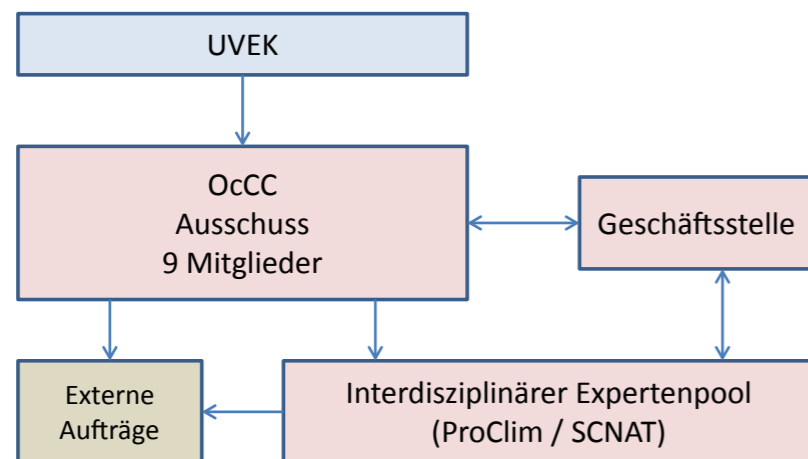 UVEK
OcCC
Ausschuss
9 Mitglieder
Geschäftsstelle
Externe
Aufträge
Interdisziplinärer Expertenpool
(ProClim / SCNAT)